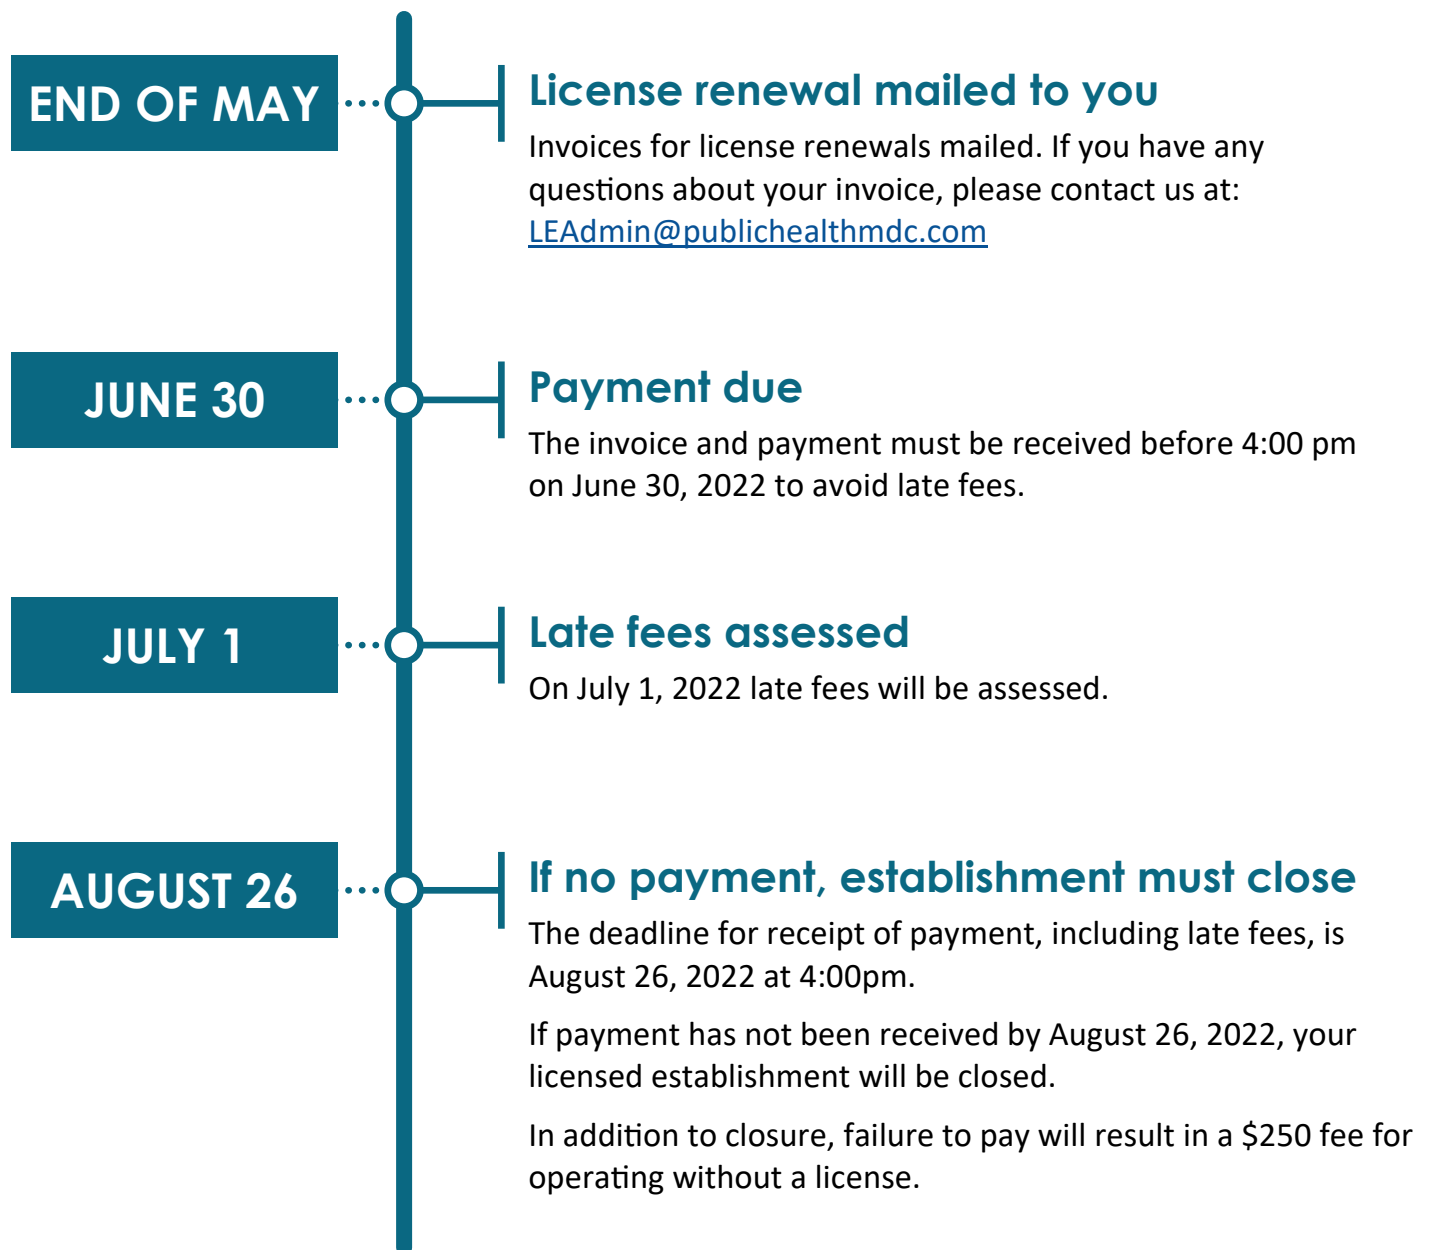 END OF MAY
License renewal mailed to you
Invoices for license renewals mailed. If you have any
questions about your invoice, please contact us at:
LEAdmin@publichealthmdc.com
JUNE 30
Payment due
The invoice and payment must be received before 4:00 pm
on June 30, 2022 to avoid late fees.
JULY 1
Late fees assessed
On July 1, 2022 late fees will be assessed.
AUGUST 26
If no payment, establishment must close
The deadline for receipt of payment, including late fees, is
August 26, 2022 at 4:00pm.
If payment has not been received by August 26, 2022, your
licensed establishment will be closed.
In addition to closure, failure to pay will result in a $250 fee for
operating without a license.